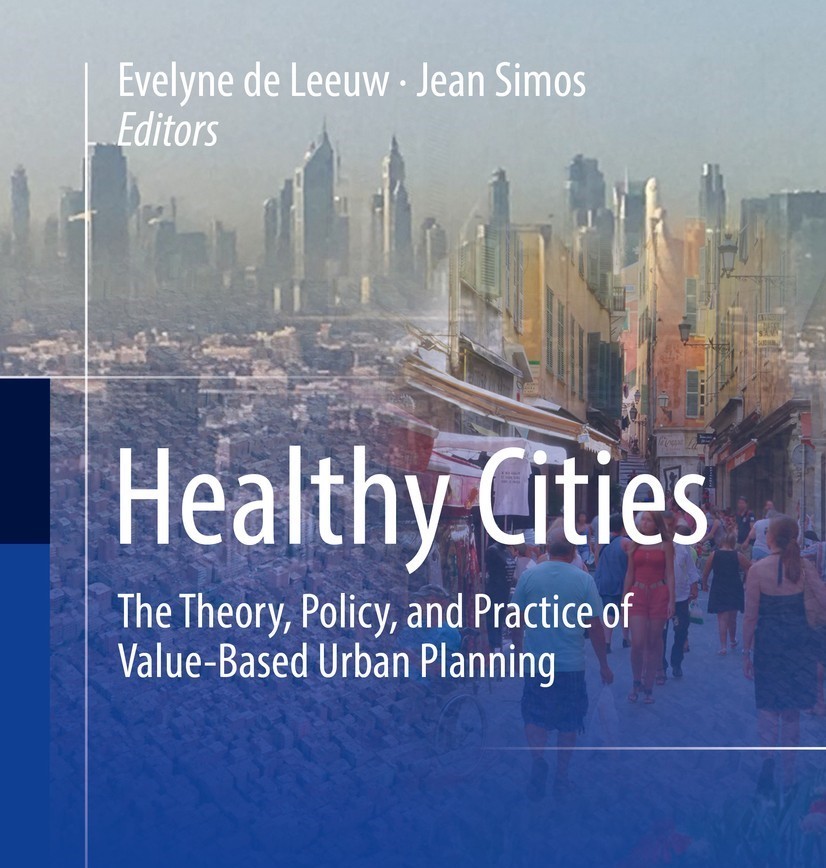 Evelyne de Leeuw · Jean Simos
Editors
Healthy Cities
The Theory, Policy, and Practice of
Value-Based Urban Planning